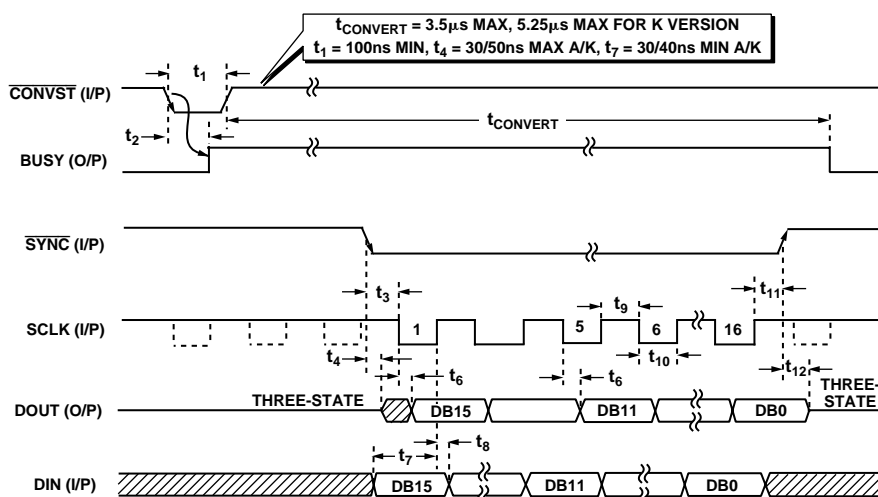 tCONVERT = 3.5μs MAX, 5.25μs MAX FOR K VERSION
t1 = 100ns MIN, t4 = 30/50ns MAX A/K, t7 = 30/40ns MIN A/K
t1
CONVST (I/P)
t2
tCONVERT
BUSY (O/P)
SYNC (I/P)
t3
t9
t11
SCLK (I/P)
1
5
6
16
t4
t6
t6
t10
t12
THREE-STATE
THREE-
STATE
DOUT (O/P)
DB15
DB11
DB0
t7
t8
DIN (I/P)
DB15
DB11
DB0